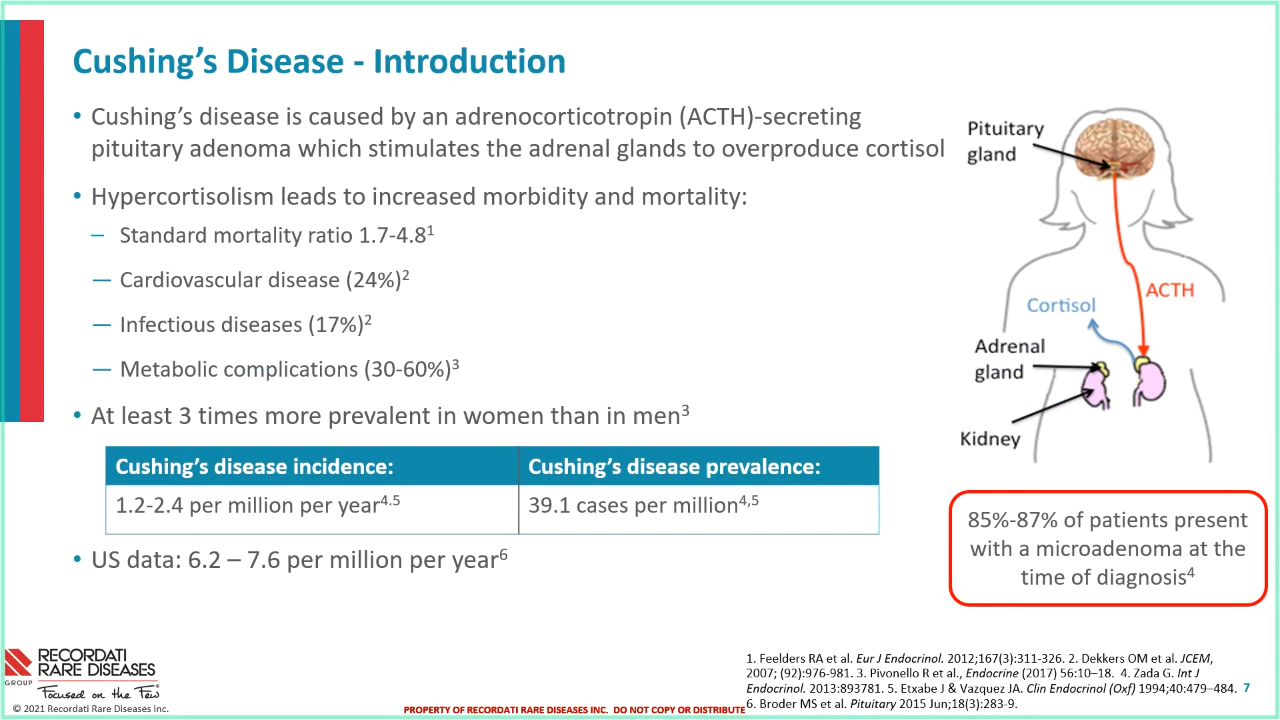 Cushing’s Disease - Introduction
• Cushing’s disease is caused by an adrenocorticotropin (ACTH)-secreting
pituitary adenoma which stimulates the adrenal glands to overproduce cortisol
• Hypercortisolism leads to increased morbidity and mortality:
– Standard mortality ratio 1.7-4.8¹
— Cardiovascular disease (24%)²
— Infectious diseases (17%)²
— Metabolic complications (30-60%)³
• At least 3 times more prevalent in women than in men³
Cushing’s disease incidence:
Cushing’s disease prevalence:
1.2-2.4 per million per year⁴·⁵
39.1 cases per million⁴,⁵
• US data: 6.2 – 7.6 per million per year⁶
Pituitary
gland
ACTH
Cortisol
Adrenal
gland
Kidney
85%-87% of patients present
with a microadenoma at the
time of diagnosis⁴
RECORDATI
RARE DISEASES
GROUP
Focused on the Few®
© 2021 Recordati Rare Diseases Inc.
PROPERTY OF RECORDATI RARE DISEASES INC. DO NOT COPY OR DISTRIBUTE
1. Feelders RA et al. Eur J Endocrinol. 2012;167(3):311-326. 2. Dekkers OM et al. JCEM,
2007; (92):976-981. 3. Pivonello R et al., Endocrine (2017) 56:10–18. 4. Zada G. Int J
Endocrinol. 2013:893781. 5. Etxabe J & Vazquez JA. Clin Endocrinol (Oxf) 1994;40:479–484.
6. Broder MS et al. Pituitary 2015 Jun;18(3):283-9.
7